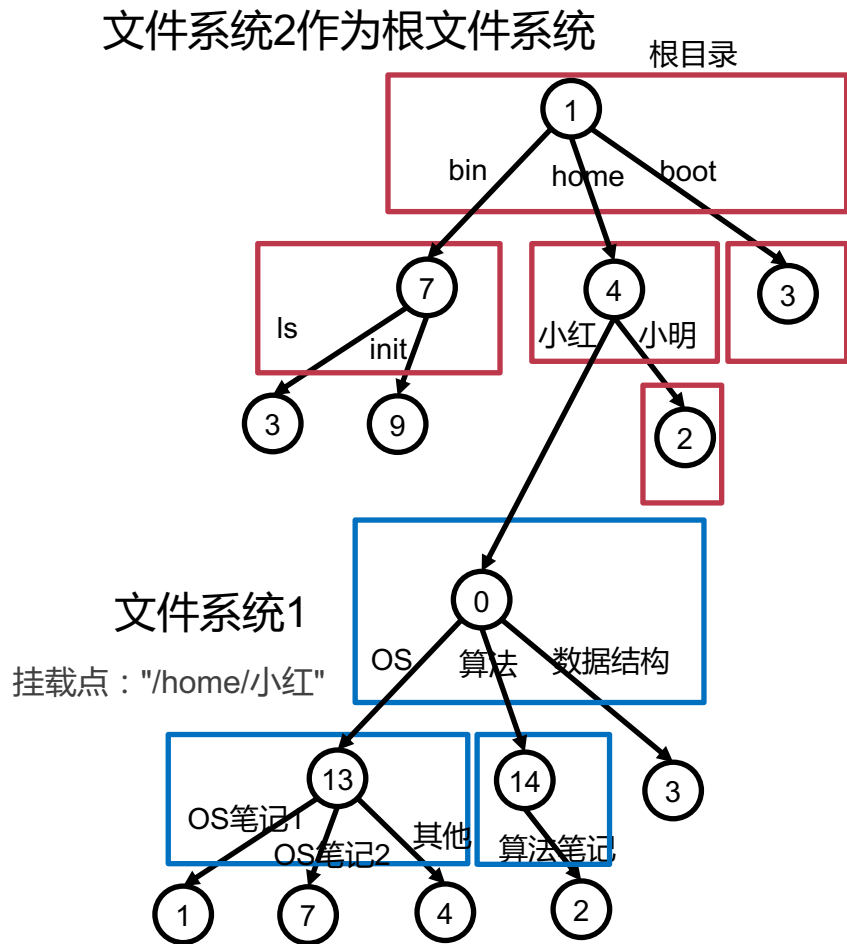 文件系统2作为根文件系统
根目录
1
bin
home
boot
7
4
3
ls
init
小红
小明
3
9
2
0
文件系统1
挂载点："/home/小红"
OS
算法
数据结构
13
14
3
OS笔记1
OS笔记2
其他
算法笔记
1
7
4
2